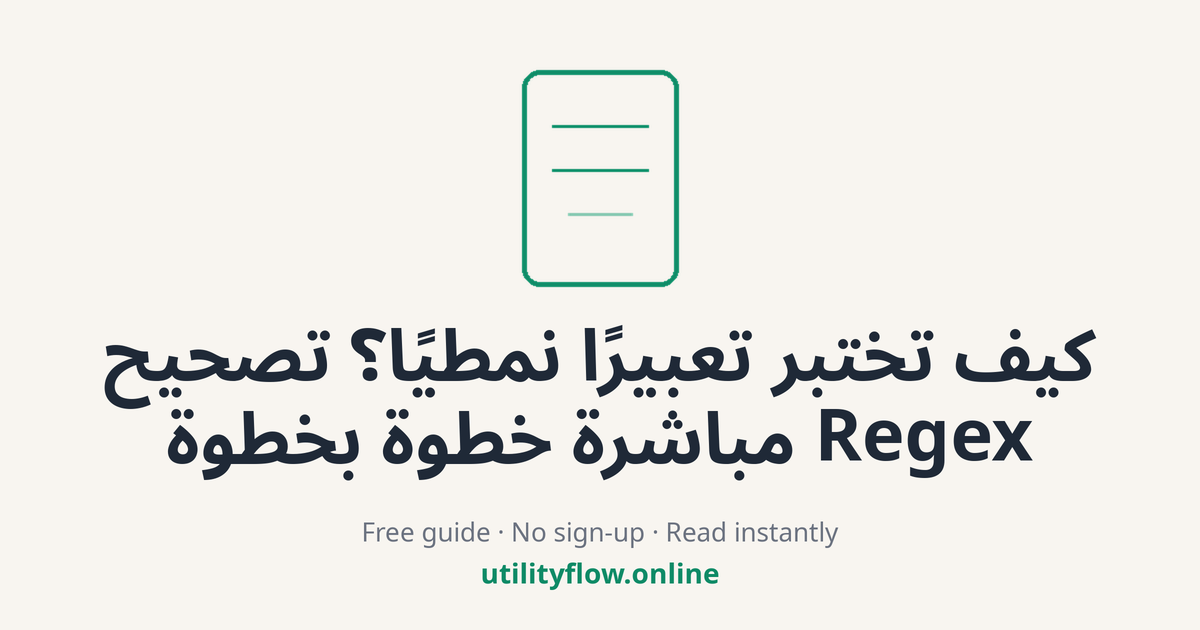 كيف تختبر تعبيرًا نمطيًا؟ تصحيح
Regex مباشرة خطوة بخطوة
Free guide · No sign-up · Read instantly
utilityflow.online